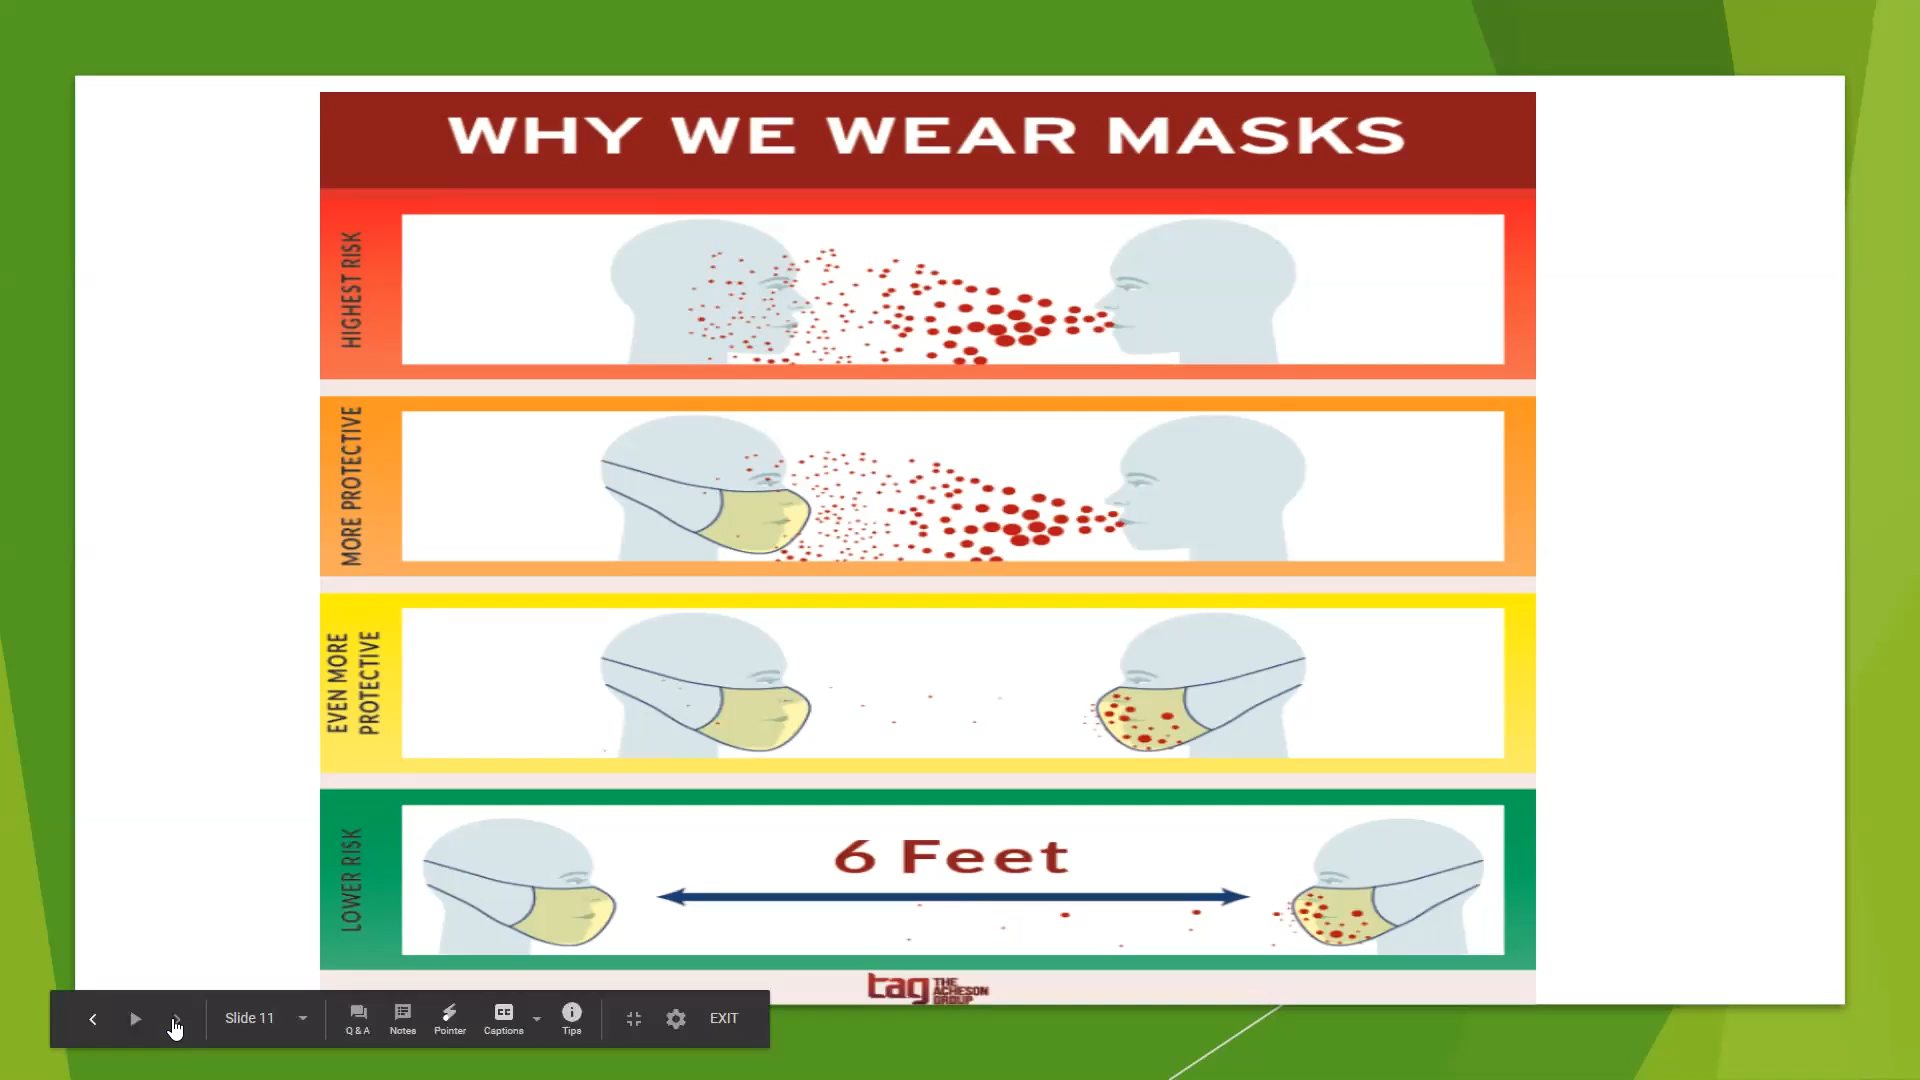 WHY WE WEAR MASKS
HIGHEST RISK
MORE PROTECTIVE
EVEN MORE
PROTECTIVE
LOWER RISK
6 Feet
tag THE
ACHESON
GROUP
Slide 11
Q & A
Notes
Pointer
CC
Captions
Tips
EXIT